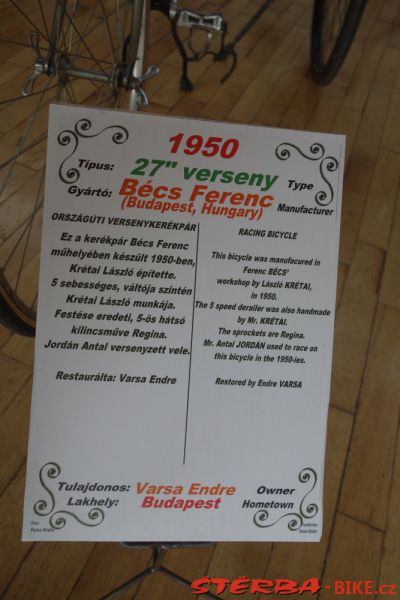 1950
Típus: 27" verseny Type
Gyártó: Bécs Ferenc Manufacturer
(Budapest, Hungary)
ORSZÁGÚTI VERSENYKERÉKPÁR
Ez a kerékpár Bécs Ferenc
műhelyében készült 1950-ben,
Krétai László építette.
5 sebességes, váltója szintén
Krétai László munkája.
Festése eredeti, 5-ös hátsó
kilincsműve Regina.
Jordán Antal versenyzett vele.
Restaurálta: Varsa Endre
RACING BICYCLE
This bicycle was manufacured in
Ferenc BÉCS'
workshop by László KRÉTAI,
in 1950.
The 5 speed derailer was also handmade
by Mr. KRÉTAI.
The sprockets are Regina.
Mr. Antal JORDÁN used to race on
this bicycle in the 1950-ies.
Restored by Endre VARSA
Tulajdonos: Varsa Endre Owner
Lakhely: Budapest Hometown
Varsa Endre
STĚRBA-BIKE.cz